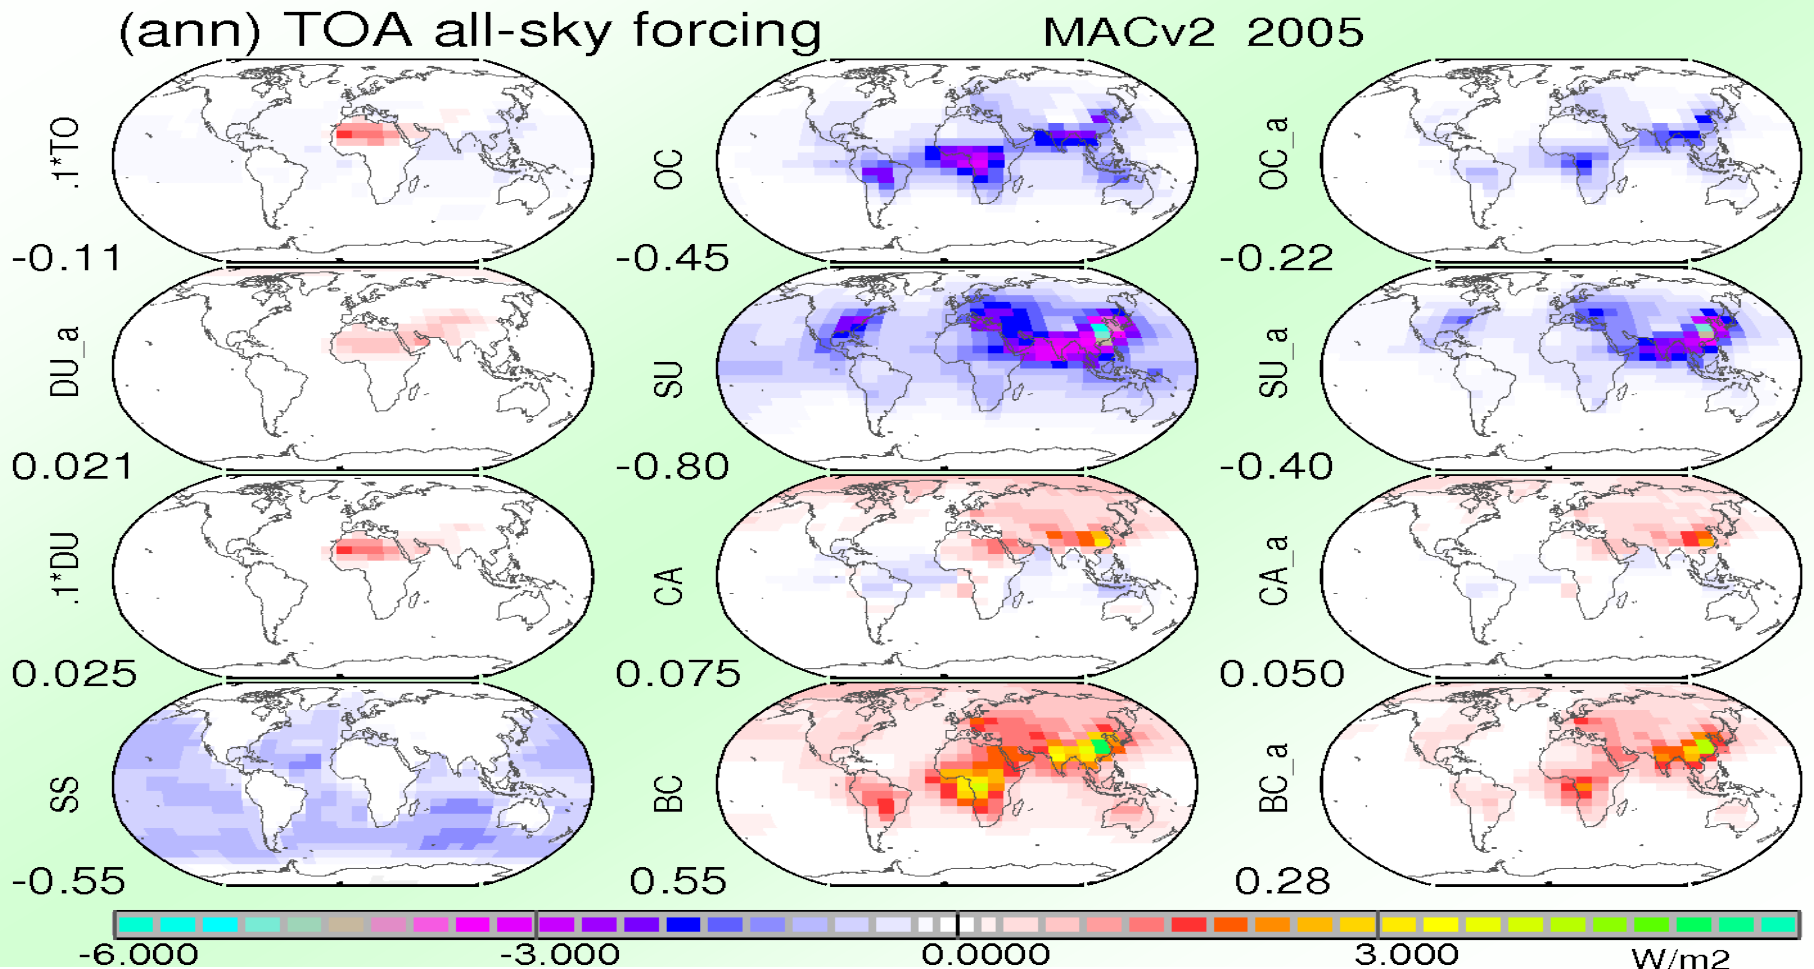 (ann) TOA all-sky forcing MACv2 2005
.1*TO OC OC_a
-0.11 -0.45 -0.22
DU_a SU SU_a
0.021 -0.80 -0.40
.1*DU CA CA_a
0.025 0.075 0.050
SS BC BC_a
-0.55 0.55 0.28
-6.000 -3.000 0.0000 3.000 W/m2